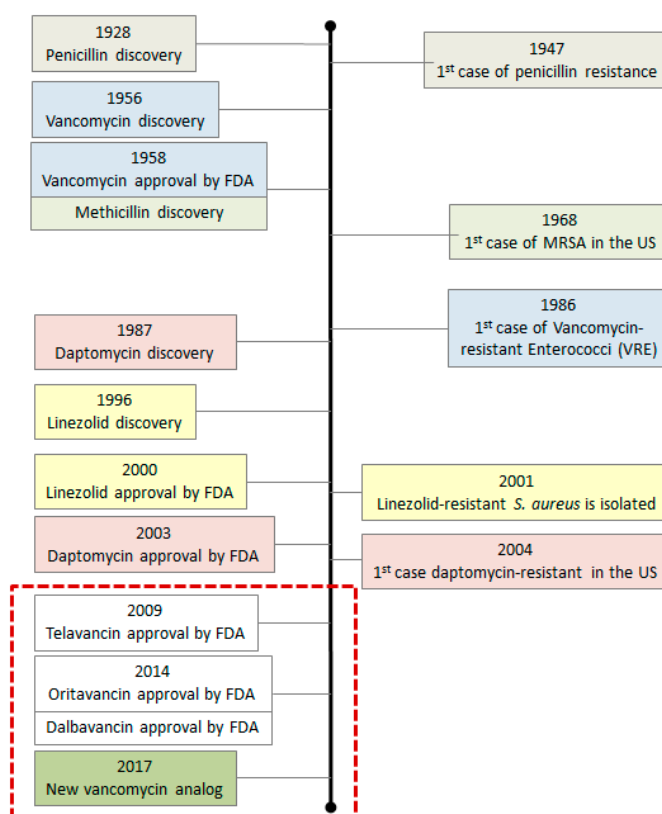 1928
Penicillin discovery
1947
1st case of penicillin resistance
1956
Vancomycin discovery
1958
Vancomycin approval by FDA
Methicillin discovery
1968
1st case of MRSA in the US
1986
1st case of Vancomycin-
resistant Enterococci (VRE)
1987
Daptomycin discovery
1996
Linezolid discovery
2000
Linezolid approval by FDA
2001
Linezolid-resistant S. aureus is isolated
2003
Daptomycin approval by FDA
2004
1st case daptomycin-resistant in the US
2009
Telavancin approval by FDA
2014
Oritavancin approval by FDA
Dalbavancin approval by FDA
2017
New vancomycin analog